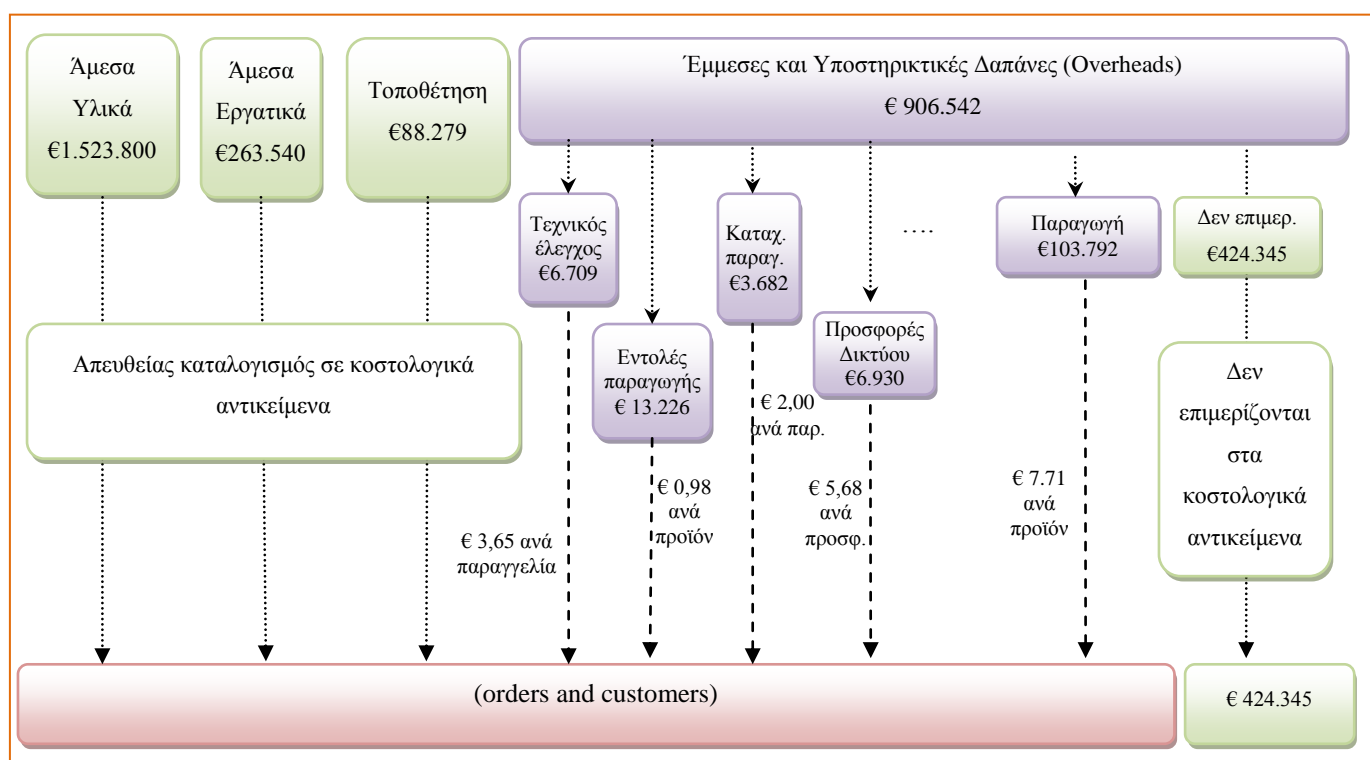 Άμεσα
Υλικά
€1.523.800
Άμεσα
Εργατικά
€263.540
Τοποθέτηση
€88.279
Έμμεσες και Υποστηρικτικές Δαπάνες (Overheads)
€ 906.542
Τεχνικός
έλεγχος
€6.709
Εντολές
παραγωγής
€ 13.226
Καταχ.
παραγ.
€3.682
Προσφορές
Δικτύου
€6.930
….
Παραγωγή
€103.792
Δεν επιμερ.
€424.345
Απευθείας καταλογισμός σε κοστολογικά
αντικείμενα
€ 3,65 ανά
παραγγελία
€ 0,98
ανά
προϊόν
€ 2,00
ανά παρ.
€ 5,68
ανά
προσφ.
€ 7.71
ανά
προϊόν
Δεν
επιμερίζονται
στα
κοστολογικά
αντικείμενα
(orders and customers)
€ 424.345